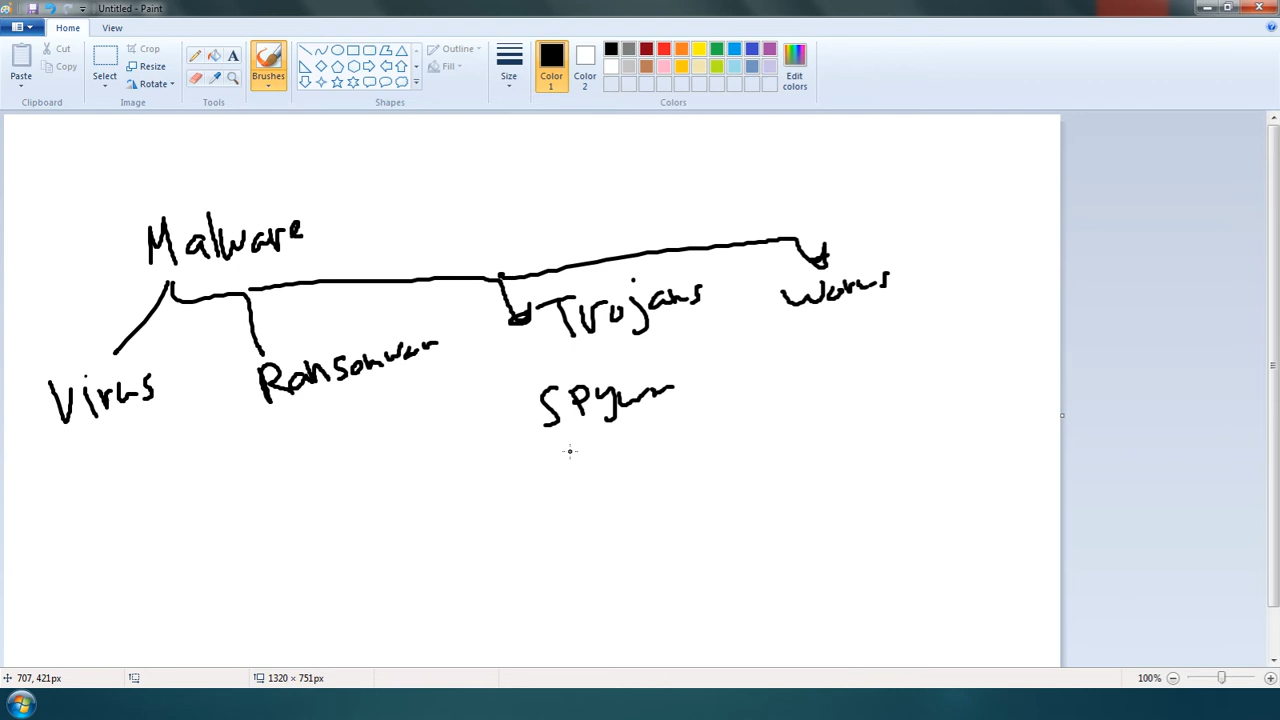 Untitled - Paint
Home View
Paste
Cut
Copy
Clipboard
Select
Crop
Resize
Rotate
Image
Tools
Brushes
Shapes
Outline
Fill
Size
Color 1
Color 2
Edit colors
Colors
Malware
Virus
Ransomwar
Trojans
Worms
SPyw
707, 421px
1320 × 751px
100%